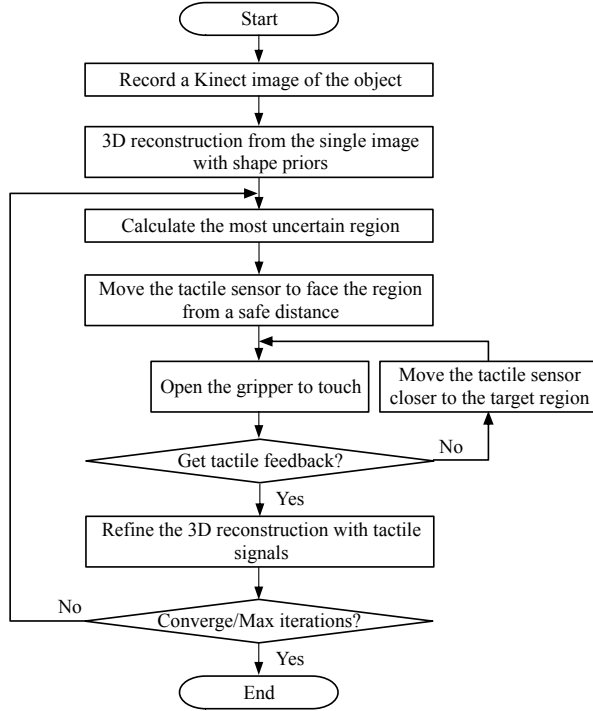 Start
Record a Kinect image of the object
3D reconstruction from the single image
with shape priors
Calculate the most uncertain region
Move the tactile sensor to face the region
from a safe distance
Open the gripper to touch
Move the tactile sensor
closer to the target region
Get tactile feedback?
No
Yes
Refine the 3D reconstruction with tactile
signals
No
Converge/Max iterations?
Yes
End